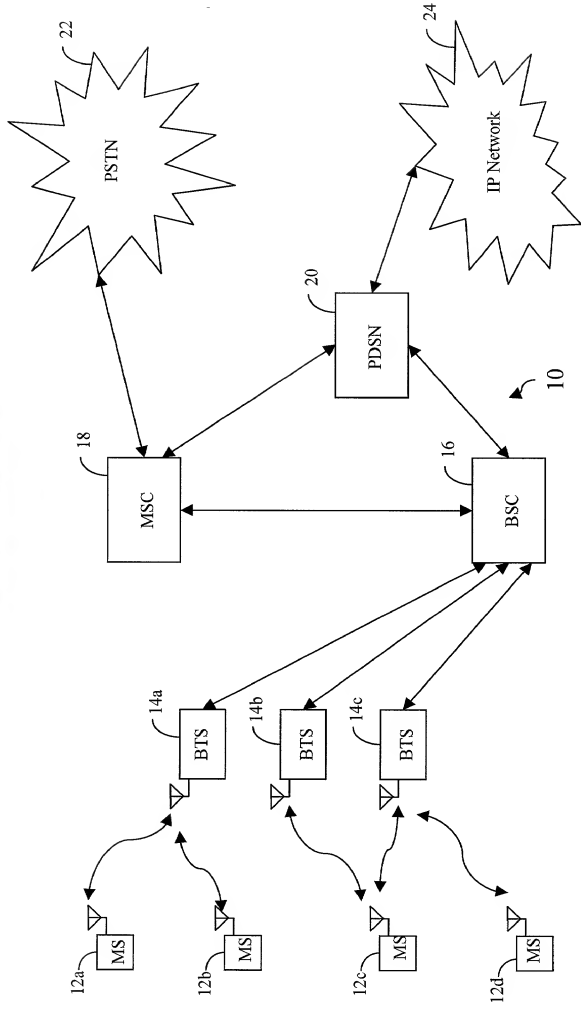 12a
MS
12b
MS
12c
MS
12d
MS
14a
BTS
14b
BTS
14c
BTS
18
MSC
16
BSC
10
20
PDSN
22
PSTN
24
IP Network